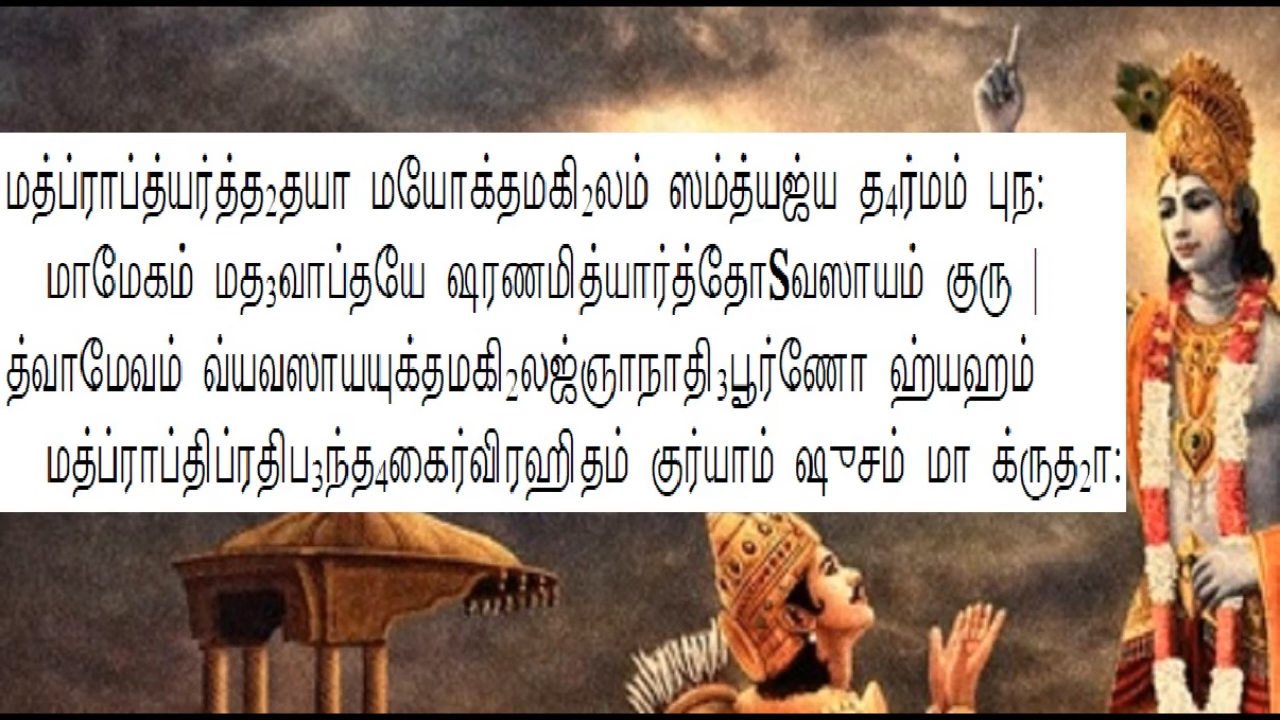 மத்ப்ராப்த்யர்த்த2தயா மயோக்தமகி2லம் ஸம்த்யஜ்ய த4ர்மம் புந:
மாமேகம் மத3வாப்தயே ஷரணமித்யார்த்தோSவஸாயம் குரு |
த்வாமேவம் வ்யவஸாயயுக்தமகி2லஜ்ஞாநாதி3பூர்ணோ ஹ்யஹம்
மத்ப்ராப்திப்ரதிப3ந்த4கைர்விரஹிதம் குர்யாம் ஷுசம் மா க்ருத2ா: